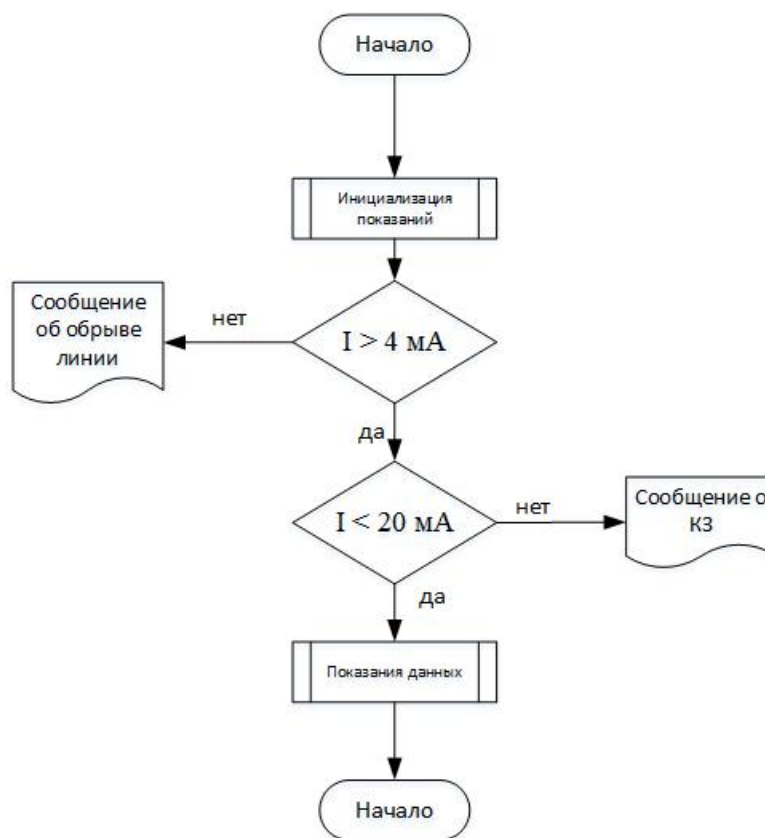 Начало
Инициализация
показаний
Сообщение
об обрыве
линии
нет
I > 4 мА
да
I < 20 мА
нет
Сообщение о
КЗ
да
Показания данных
Начало